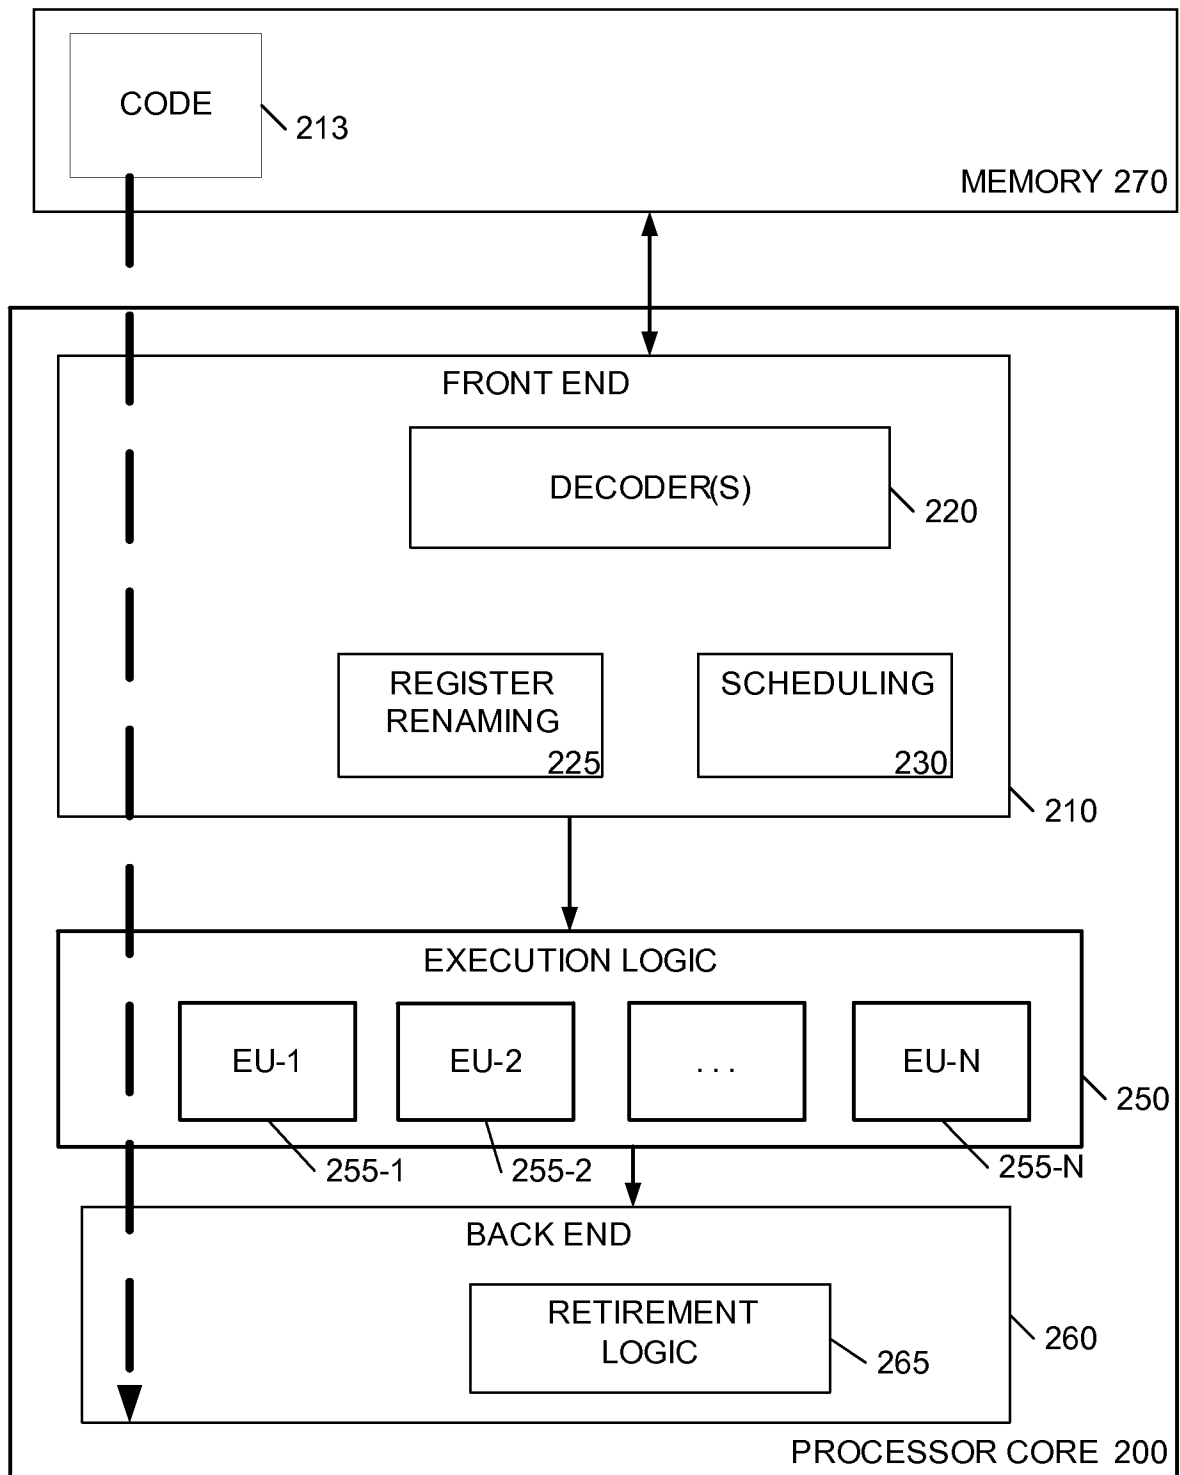 CODE
213
MEMORY 270
FRONT END
DECODER(S)
220
REGISTER
RENAMING
225
SCHEDULING
230
210
EXECUTION LOGIC
EU-1
EU-2
. . .
EU-N
250
255-1
255-2
255-N
BACK END
RETIREMENT
LOGIC
265
260
PROCESSOR CORE 200